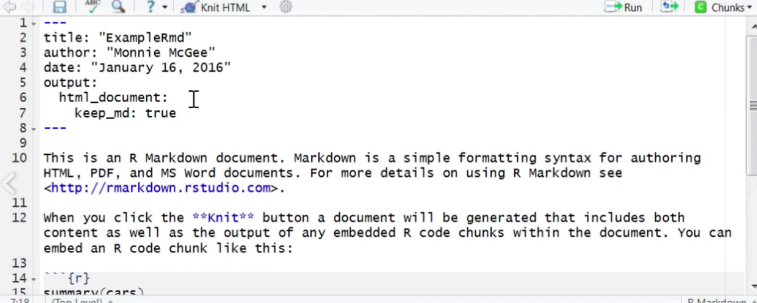 ABC ? Knit HTML Run Chunks
1 ---
2 title: "ExampleRmd"
3 author: "Monnie McGee"
4 date: "January 16, 2016"
5 output:
6 html_document:
7 keep_md: true
8 ---
9
10 This is an R Markdown document. Markdown is a simple formatting syntax for authoring
HTML, PDF, and MS Word documents. For more details on using R Markdown see
<http://rmarkdown.rstudio.com>.
11
12 When you click the **Knit** button a document will be generated that includes both
content as well as the output of any embedded R code chunks within the document. You can
embed an R code chunk like this:
13
14 ```{r}
15 summary(cars)
7:18 (Top Level) R Markdown